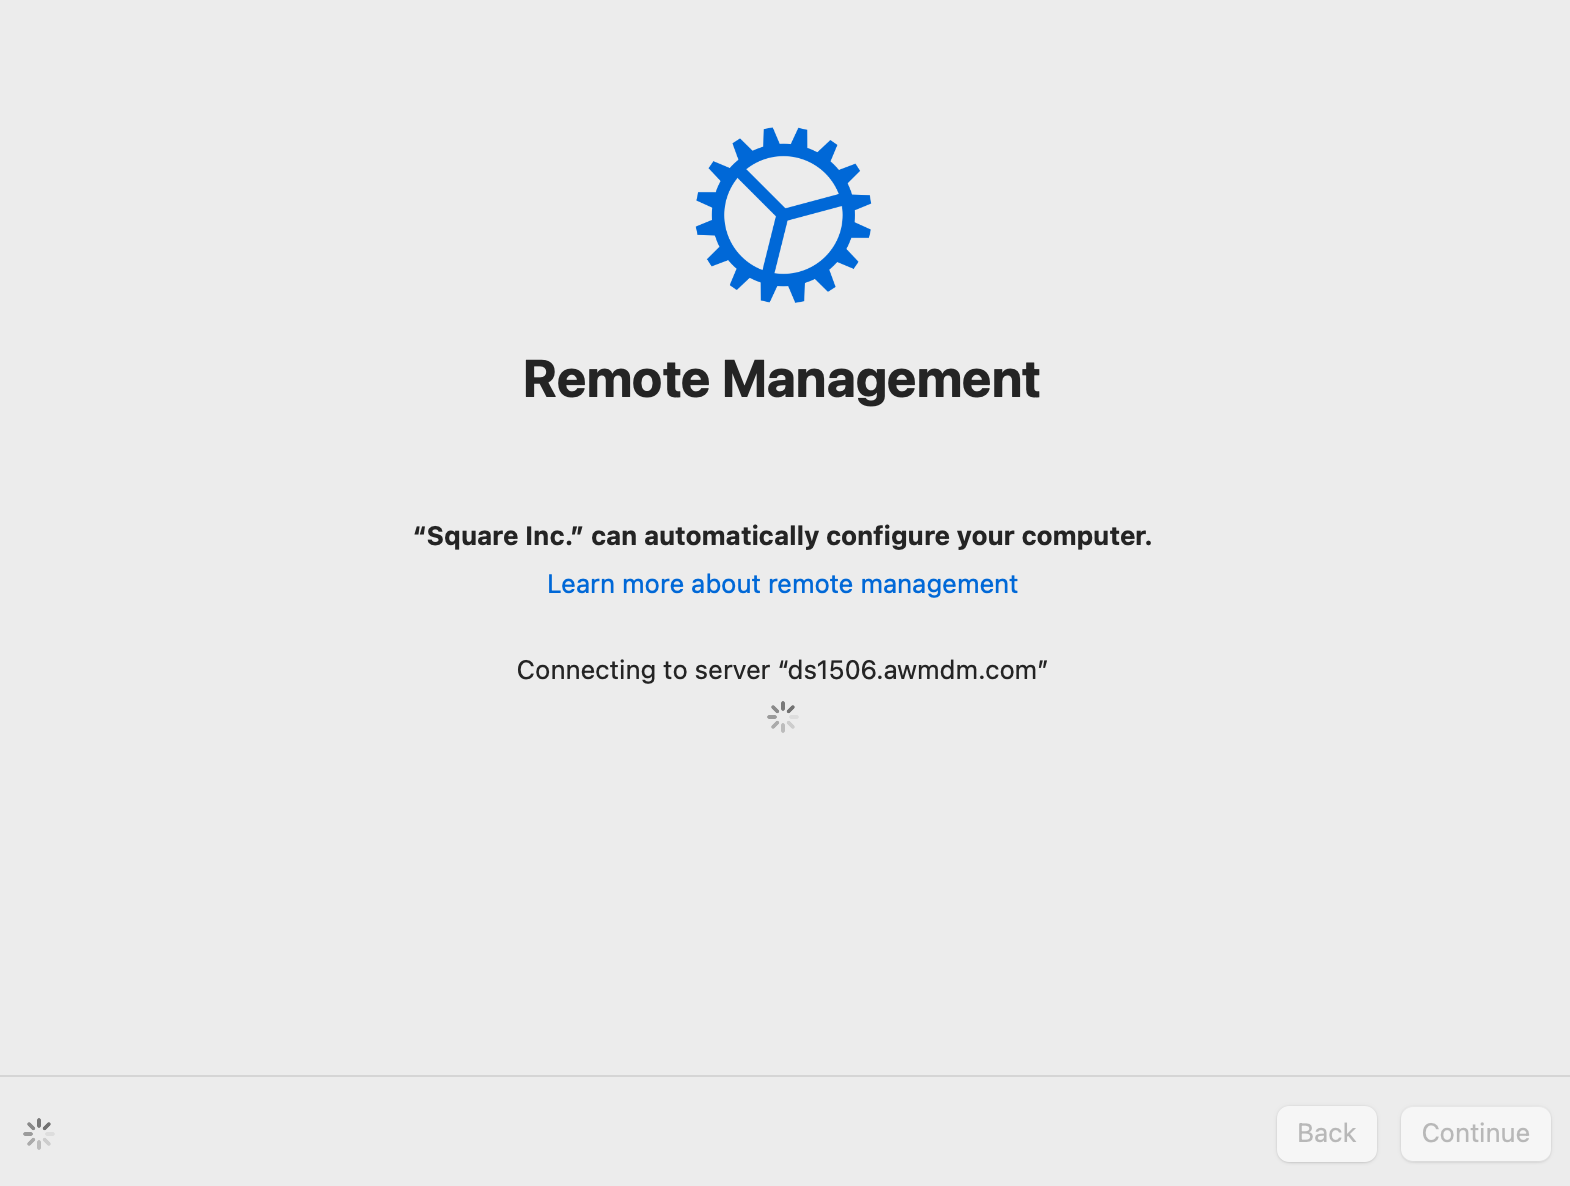 Remote Management
“Square Inc.” can automatically configure your computer.
Learn more about remote management
Connecting to server “ds1506.awmdm.com”
Back
Continue